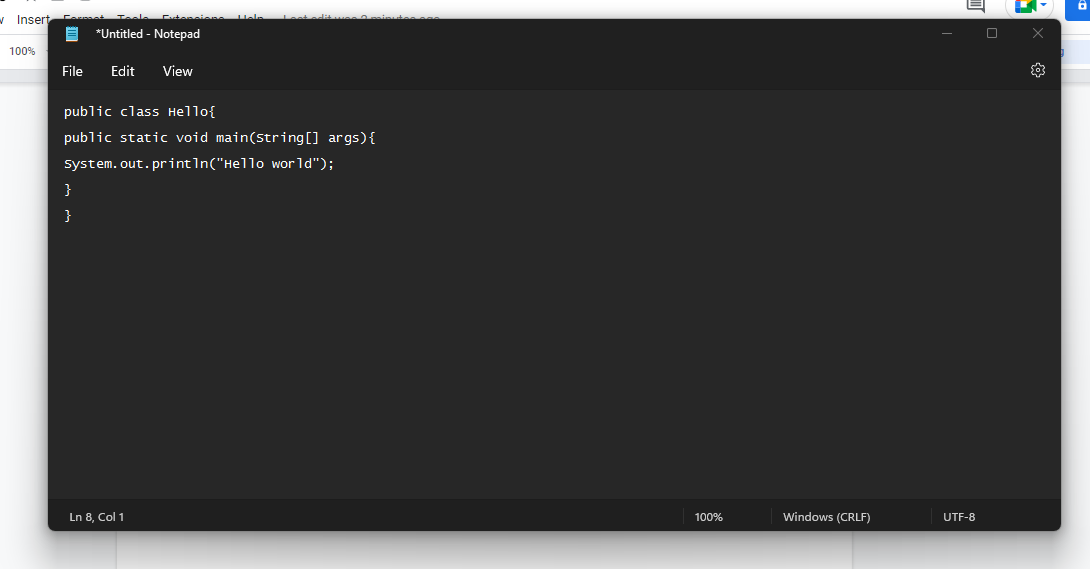 Insert Format Tools Extensions Help Last edit was 2 minutes ago
*Untitled - Notepad
100%
File Edit View
public class Hello{
public static void main(String[] args){
System.out.println("Hello world");
}
}
Ln 8, Col 1 100% Windows (CRLF) UTF-8